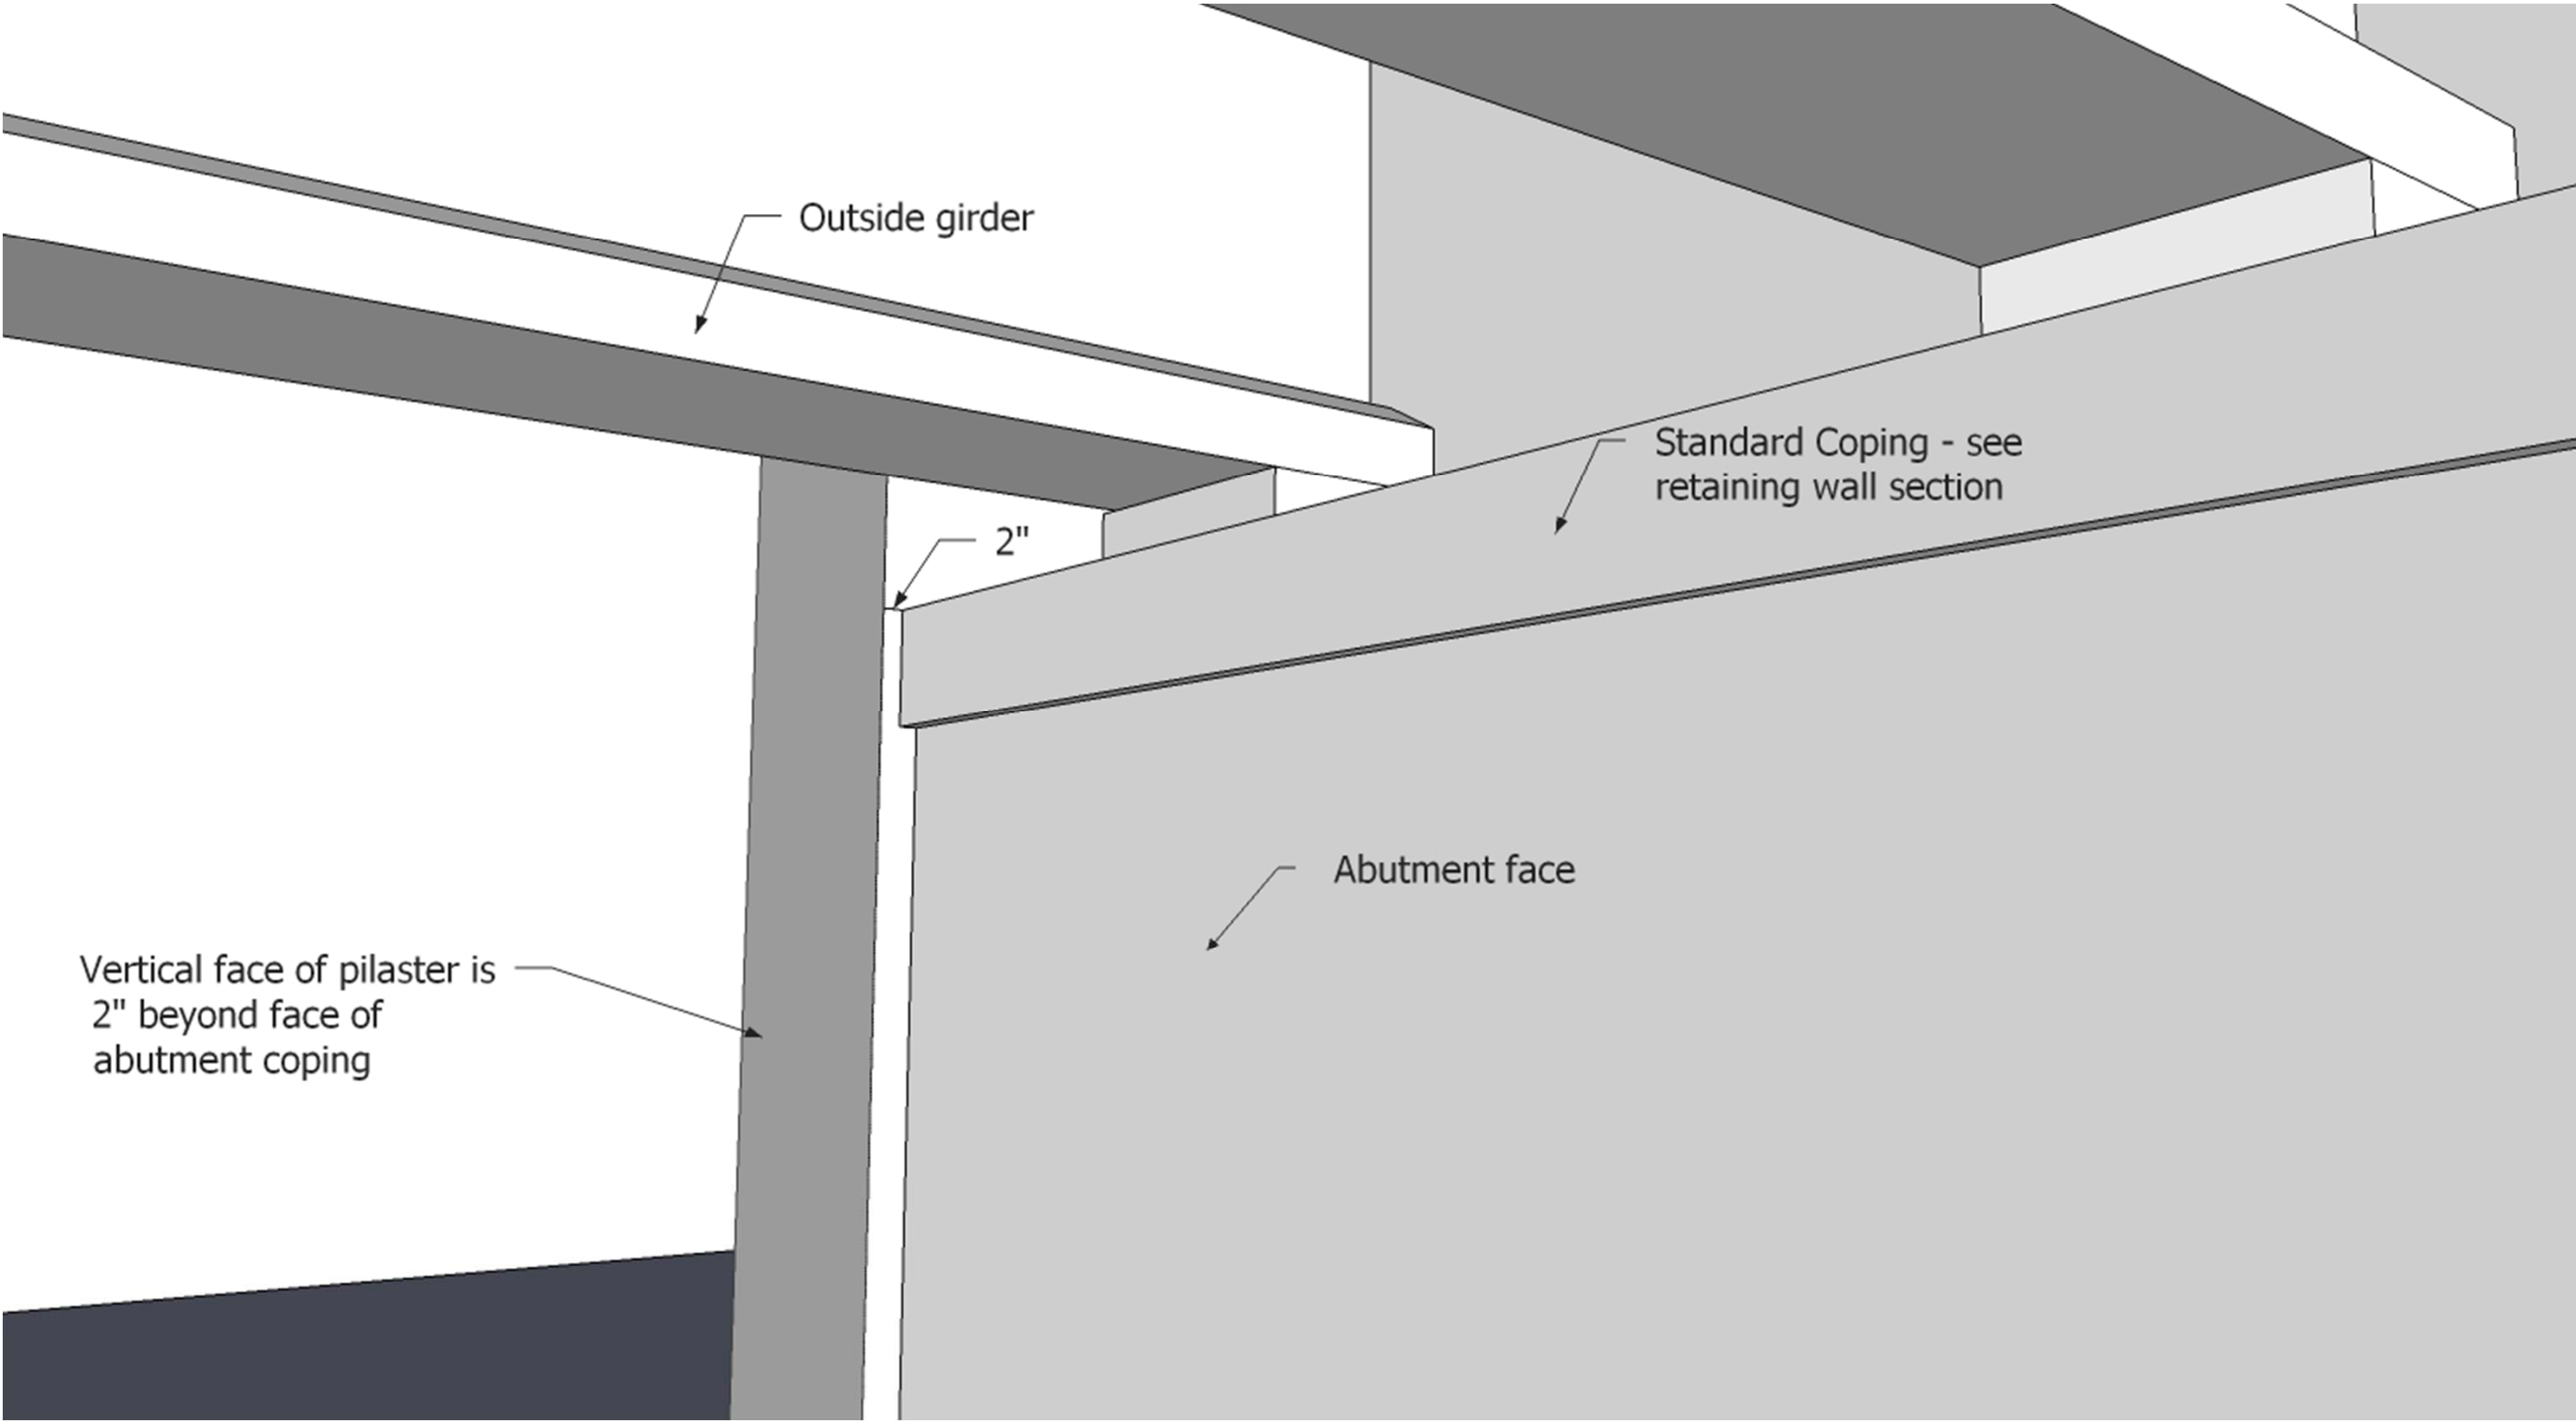 Outside girder
Standard Coping - see
retaining wall section
2"
Abutment face
Vertical face of pilaster is
2" beyond face of
abutment coping